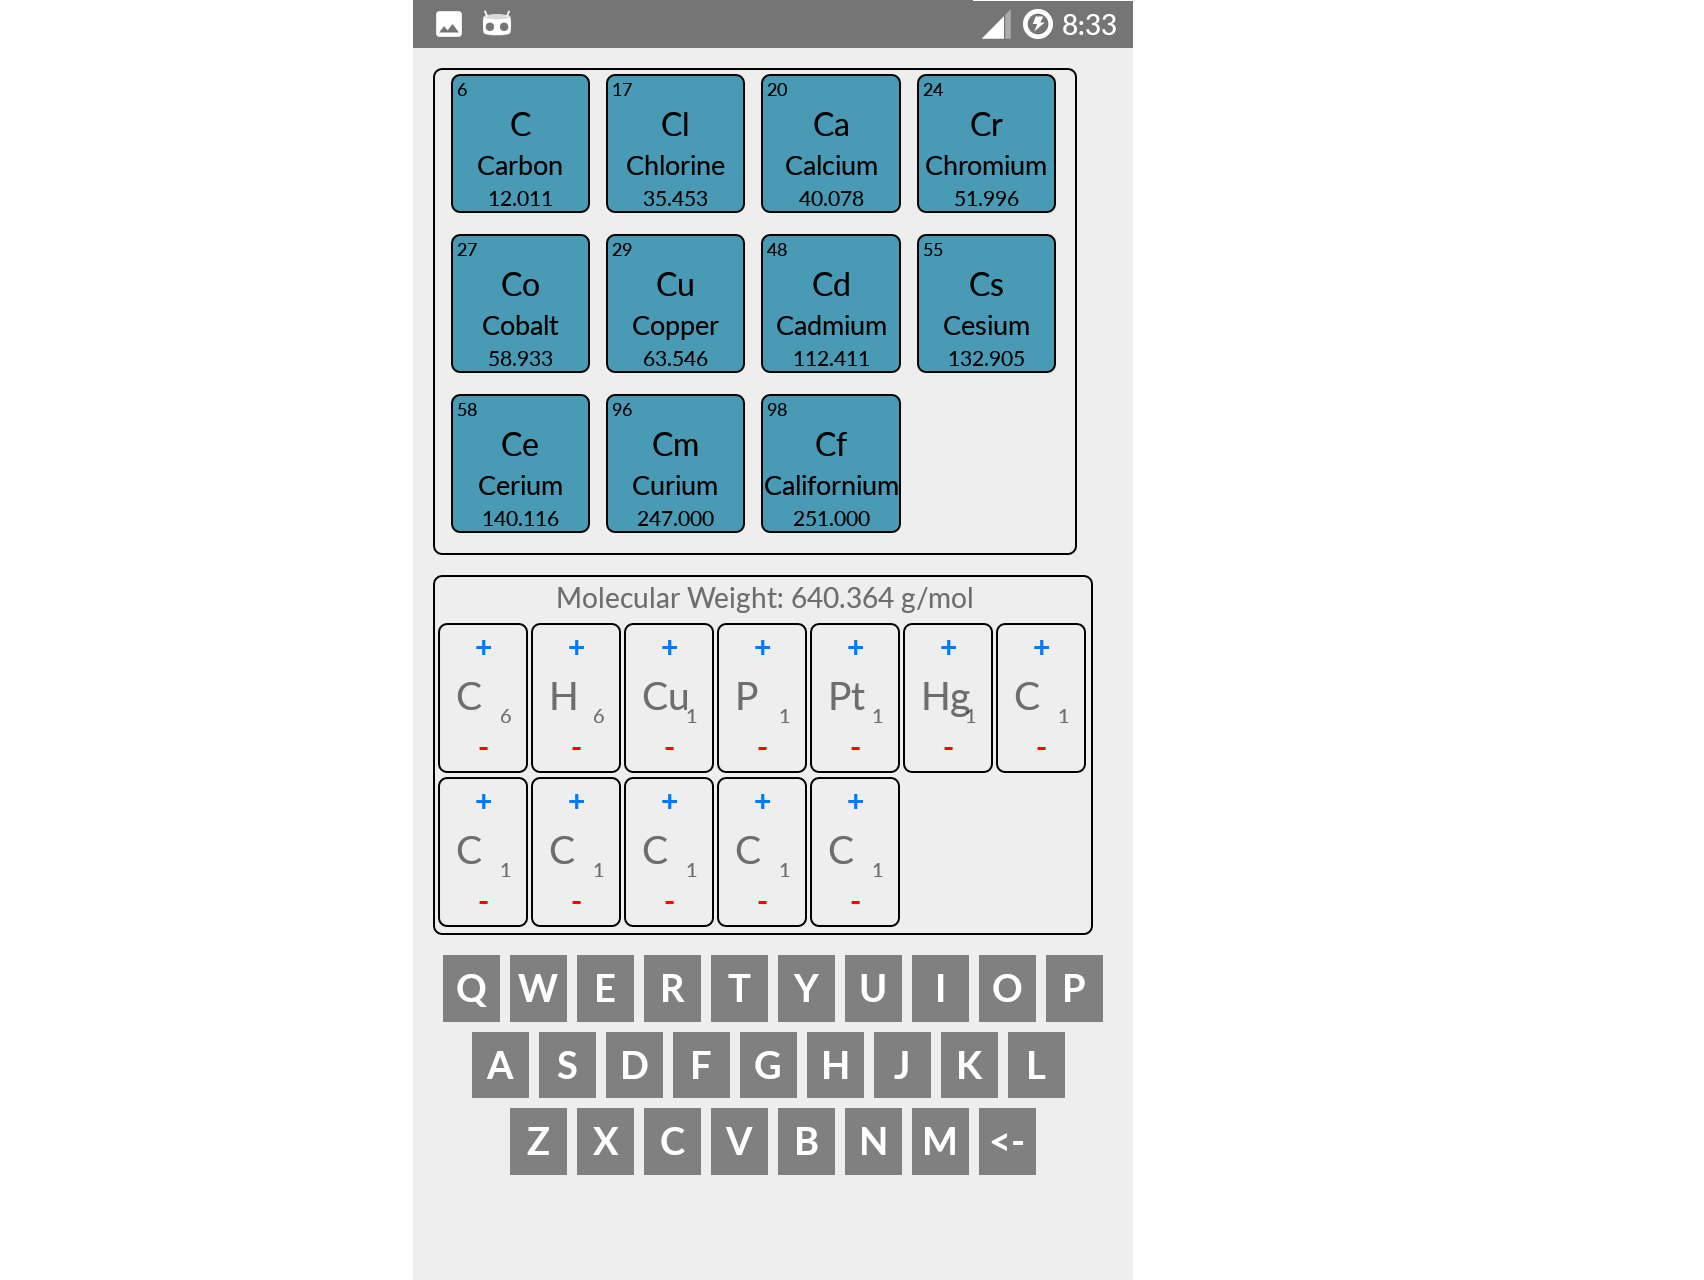 8:33
6 17 20 24
C Cl Ca Cr
Carbon Chlorine Calcium Chromium
12.011 35.453 40.078 51.996
27 29 48 55
Co Cu Cd Cs
Cobalt Copper Cadmium Cesium
58.933 63.546 112.411 132.905
58 96 98
Ce Cm Cf
Cerium Curium Californium
140.116 247.000 251.000
Molecular Weight: 640.364 g/mol
+ + + + + + +
C 6 H 6 Cu 1 P 1 Pt 1 Hg 1 C 1
- - - - - - -
+ + + + +
C 1 C 1 C 1 C 1 C 1
- - - - -
Q W E R T Y U I O P
A S D F G H J K L
Z X C V B N M <-